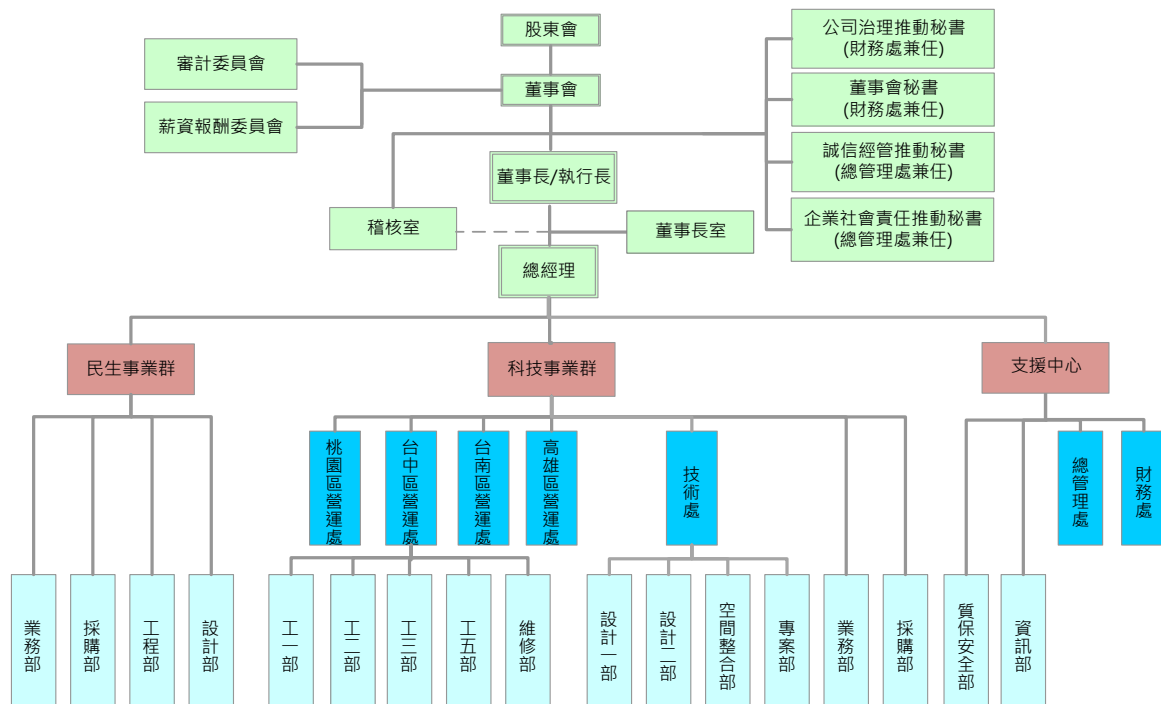 股東會
公司治理推動秘書
(財務處兼任)
審計委員會
董事會
董事會秘書
(財務處兼任)
薪資報酬委員會
誠信經管推動秘書
(總管理處兼任)
董事長/執行長
稽核室
董事長室
企業社會責任推動秘書
(總管理處兼任)
總經理
民生事業群
科技事業群
支援中心
桃園區營運處
台中區營運處
台南區營運處
高雄區營運處
技術處
總管理處
財務處
業務部
採購部
工程部
設計部
工一部
工二部
工三部
工五部
維修部
設計一部
設計二部
空間整合部
專案部
業務部
採購部
質保安全部
資訊部